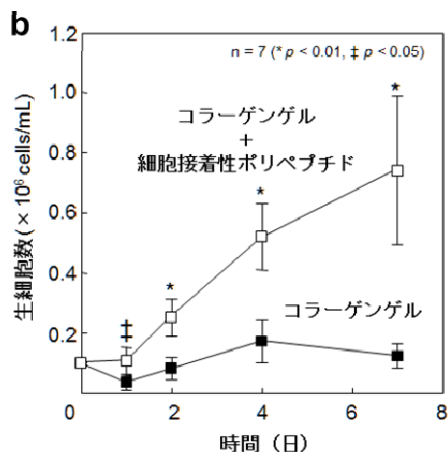 b
n = 7 (* p < 0.01, ‡ p < 0.05)
1.2
1.0
0.8
0.6
0.4
0.2
生細胞数(× 10⁶ cells/mL)
コラーゲンゲル
+
細胞接着性ポリペプチド
コラーゲンゲル
‡
*
*
*
0
2
4
6
8
時間（日）